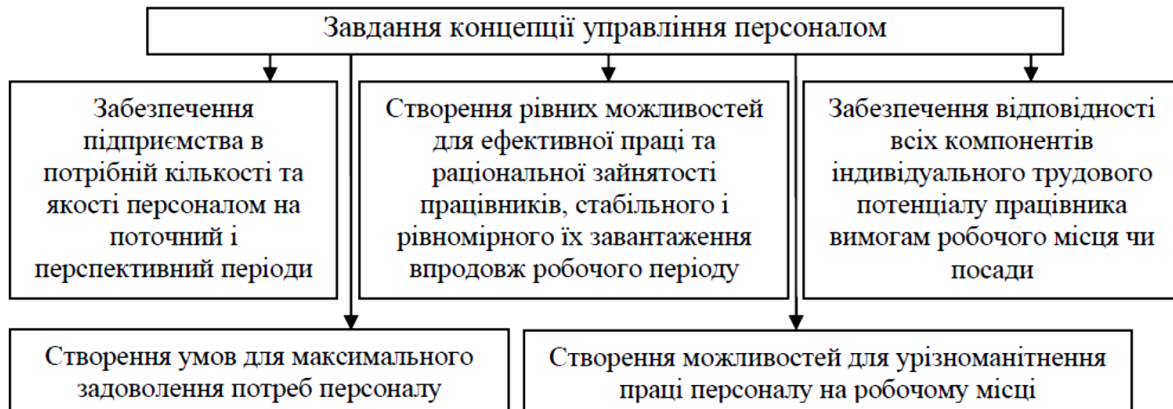 Завдання концепції управління персоналом
Забезпечення
підприємства в
потрібній кількості та
якості персоналом на
поточний і
перспективний періоди
Створення рівних можливостей
для ефективної праці та
раціональної зайнятості
працівників, стабільного і
рівномірного їх завантаження
впродовж робочого періоду
Забезпечення відповідності
всіх компонентів
індивідуального трудового
потенціалу працівника
вимогам робочого місця чи
посади
Створення умов для максимального
задоволення потреб персоналу
Створення можливостей для урізноманітнення
праці персоналу на робочому місці